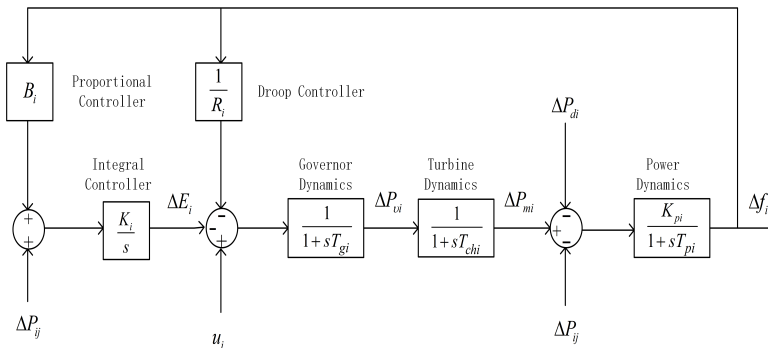 B_i
Proportional
Controller
1
R_i
Droop Controller
ΔP_di
Integral
Controller
ΔE_i
Governor
Dynamics
ΔP_vi
Turbine
Dynamics
ΔP_mi
Power
Dynamics
Δf_i
+
+
K_i
s
-
-
+
1
1+sT_gi
1
1+sT_chi
-
+
-
K_pi
1+sT_pi
ΔP_ij
u_i
ΔP_ij